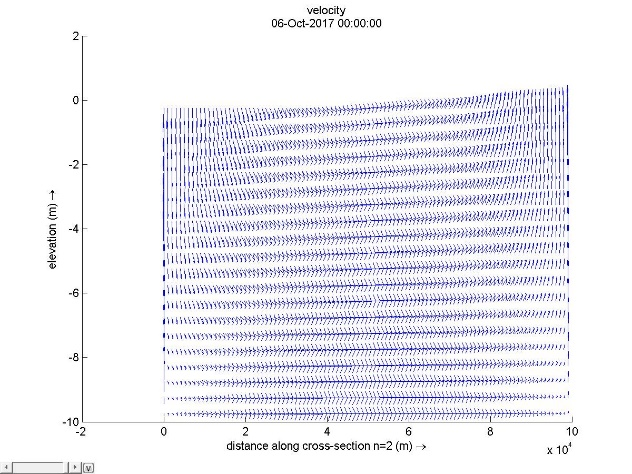 velocity
06-Oct-2017 00:00:00
2
0
-2
-4
-6
-8
-10
elevation (m) →
-2
0
2
4
6
8
10
distance along cross-section n=2 (m) →
x 10^4
v